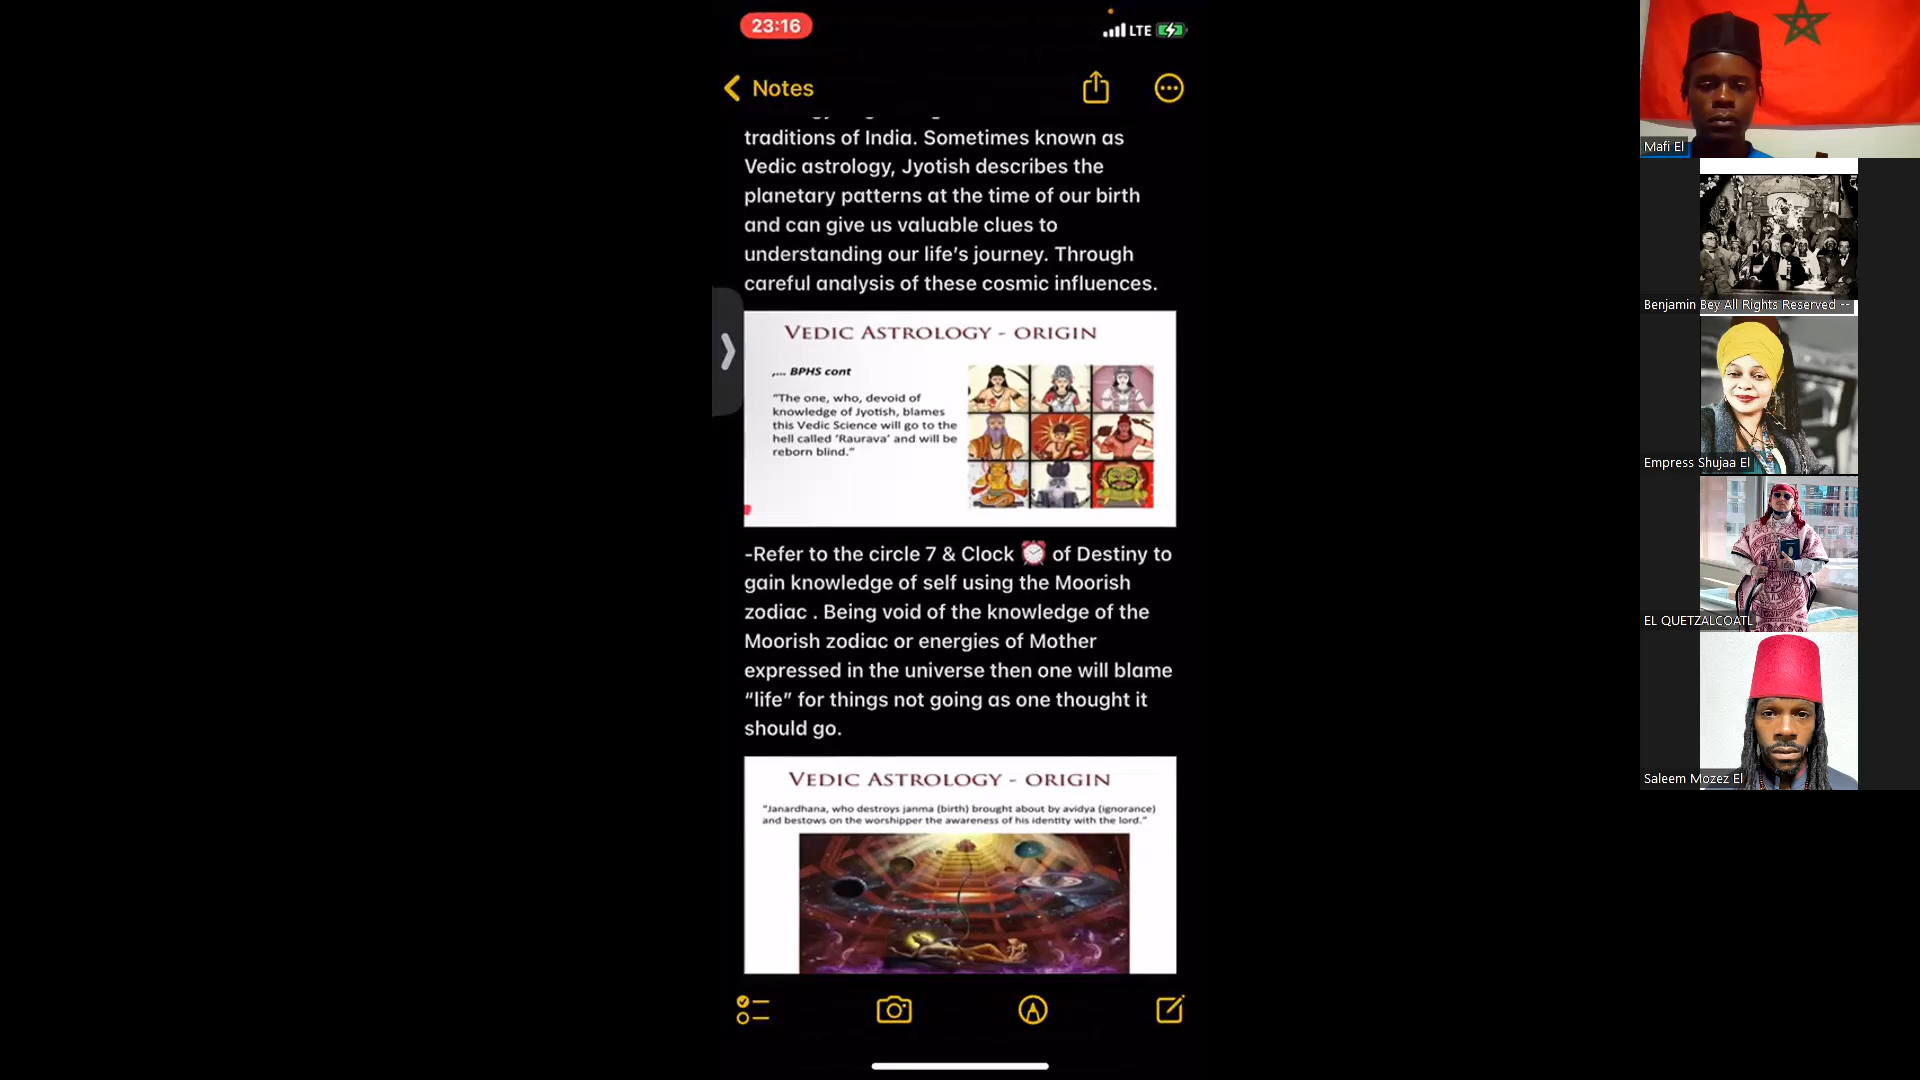 23:16
LTE
Notes
traditions of India. Sometimes known as
Vedic astrology, Jyotish describes the
planetary patterns at the time of our birth
and can give us valuable clues to
understanding our life's journey. Through
careful analysis of these cosmic influences.
VEDIC ASTROLOGY - ORIGIN
,... BPHS cont
"The one, who, devoid of
knowledge of Jyotish, blames
this Vedic Science will go to the
hell called 'Raurava' and will be
reborn blind."
-Refer to the circle 7 & Clock ⏰ of Destiny to
gain knowledge of self using the Moorish
zodiac . Being void of the knowledge of the
Moorish zodiac or energies of Mother
expressed in the universe then one will blame
“life” for things not going as one thought it
should go.
VEDIC ASTROLOGY - ORIGIN
"Janardhana, who destroys janma (birth) brought about by avidya (ignorance)
and bestows on the worshipper the awareness of his identity with the lord."
Mafi El
Benjamin Bey All Rights Reserved --
Empress Shujaa El
EL QUETZALCOATL
Saleem Mozez El